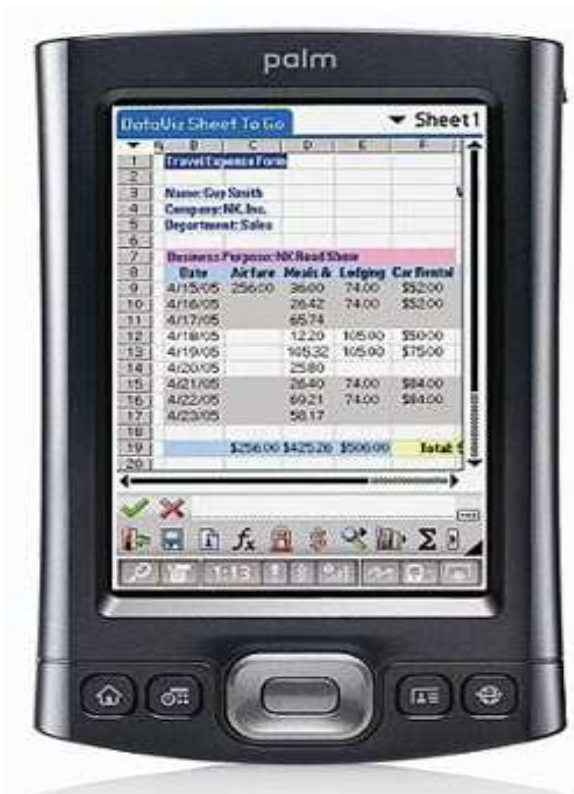 palm
DataViz Sheet To Go Sheet1
B C D E F
1 Travel Expense Form
2
3 Name: Guy Smith
4 Company: NK, Inc.
5 Department: Sales
6
7 Business Purpose: NK Road Show
8 Date Airfare Meals & Lodging Car Rental
9 4/15/05 256.00 36.00 74.00 $52.00
10 4/16/05 26.42 74.00 $52.00
11 4/17/05 65.74
12 4/18/05 12.20 105.00 $50.00
13 4/19/05 105.32 105.00 $75.00
14 4/20/05 25.80
15 4/21/05 26.40 74.00 $84.00
16 4/22/05 69.21 74.00 $84.00
17 4/23/05 58.17
18
19 $256.00 $425.26 $506.00 Total:
20
fx Σ
1:13